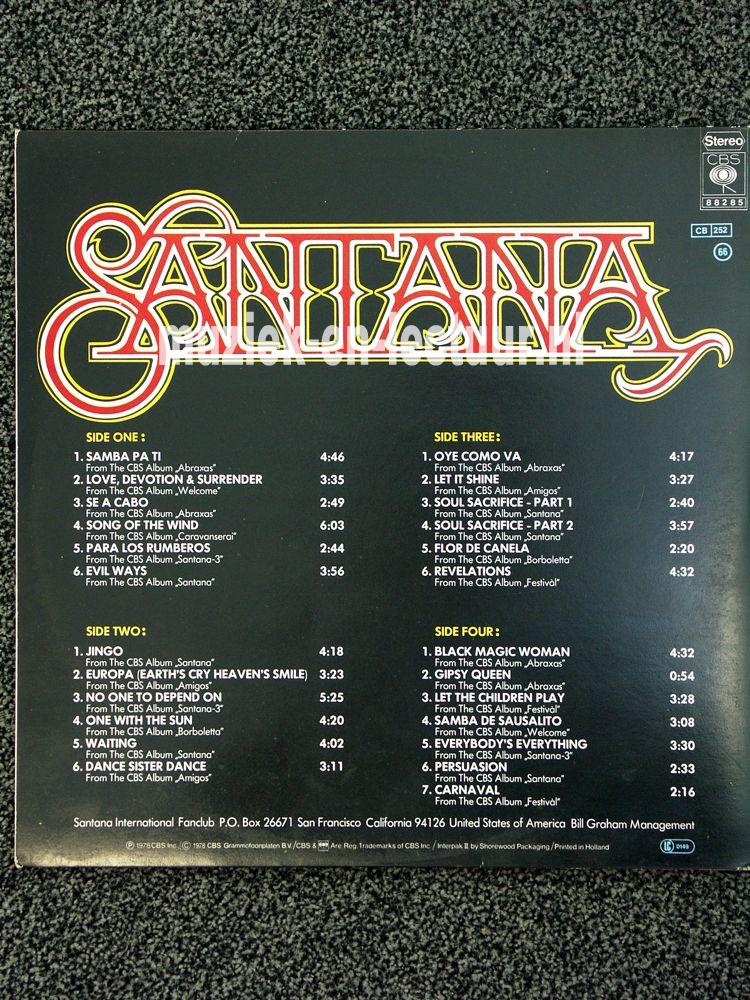 Stereo
CBS
R
88285
CB 252
66
SANTANA
muziek-en-lectuur.nl
SIDE ONE:
1. SAMBA PA TI 4:46
From The CBS Album „Abraxas”
2. LOVE, DEVOTION & SURRENDER 3:35
From The CBS Album „Welcome”
3. SE A CABO 2:49
From The CBS Album „Abraxas”
4. SONG OF THE WIND 6:03
From The CBS Album „Caravanserai”
5. PARA LOS RUMBEROS 2:44
From The CBS Album „Santana-3”
6. EVIL WAYS 3:56
From The CBS Album „Santana”
SIDE TWO:
1. JINGO 4:18
From The CBS Album „Santana”
2. EUROPA (EARTH'S CRY HEAVEN'S SMILE) 3:23
From The CBS Album „Amigos”
3. NO ONE TO DEPEND ON 5:25
From The CBS Album „Santana-3”
4. ONE WITH THE SUN 4:20
From The CBS Album „Borboletta”
5. WAITING 4:02
From The CBS Album „Santana”
6. DANCE SISTER DANCE 3:11
From The CBS Album „Amigos”
SIDE THREE:
1. OYE COMO VA 4:17
From The CBS Album „Abraxas”
2. LET IT SHINE 3:27
From The CBS Album „Amigos”
3. SOUL SACRIFICE - PART 1 2:40
From The CBS Album „Santana”
4. SOUL SACRIFICE - PART 2 3:57
From The CBS Album „Santana”
5. FLOR DE CANELA 2:20
From The CBS Album „Borboletta”
6. REVELATIONS 4:32
From The CBS Album „Festivàl”
SIDE FOUR:
1. BLACK MAGIC WOMAN 4:32
From The CBS Album „Abraxas”
2. GIPSY QUEEN 0:54
From The CBS Album „Abraxas”
3. LET THE CHILDREN PLAY 3:28
From The CBS Album „Festivàl”
4. SAMBA DE SAUSALITO 3:08
From The CBS Album „Welcome”
5. EVERYBODY'S EVERYTHING 3:30
From The CBS Album „Santana-3”
6. PERSUASION 2:33
From The CBS Album „Santana”
7. CARNAVAL 2:16
From The CBS Album „Festivàl”
Santana International Fanclub P.O. Box 26671 San Francisco California 94126 United States of America Bill Graham Management
Ⓟ 1978 CBS Inc./Ⓒ 1978 CBS Grammofoonplaten B.V./CBS & CBS Are Reg. Trademarks of CBS Inc./Interpak II by Shorewood Packaging/Printed in Holland
LC 0149